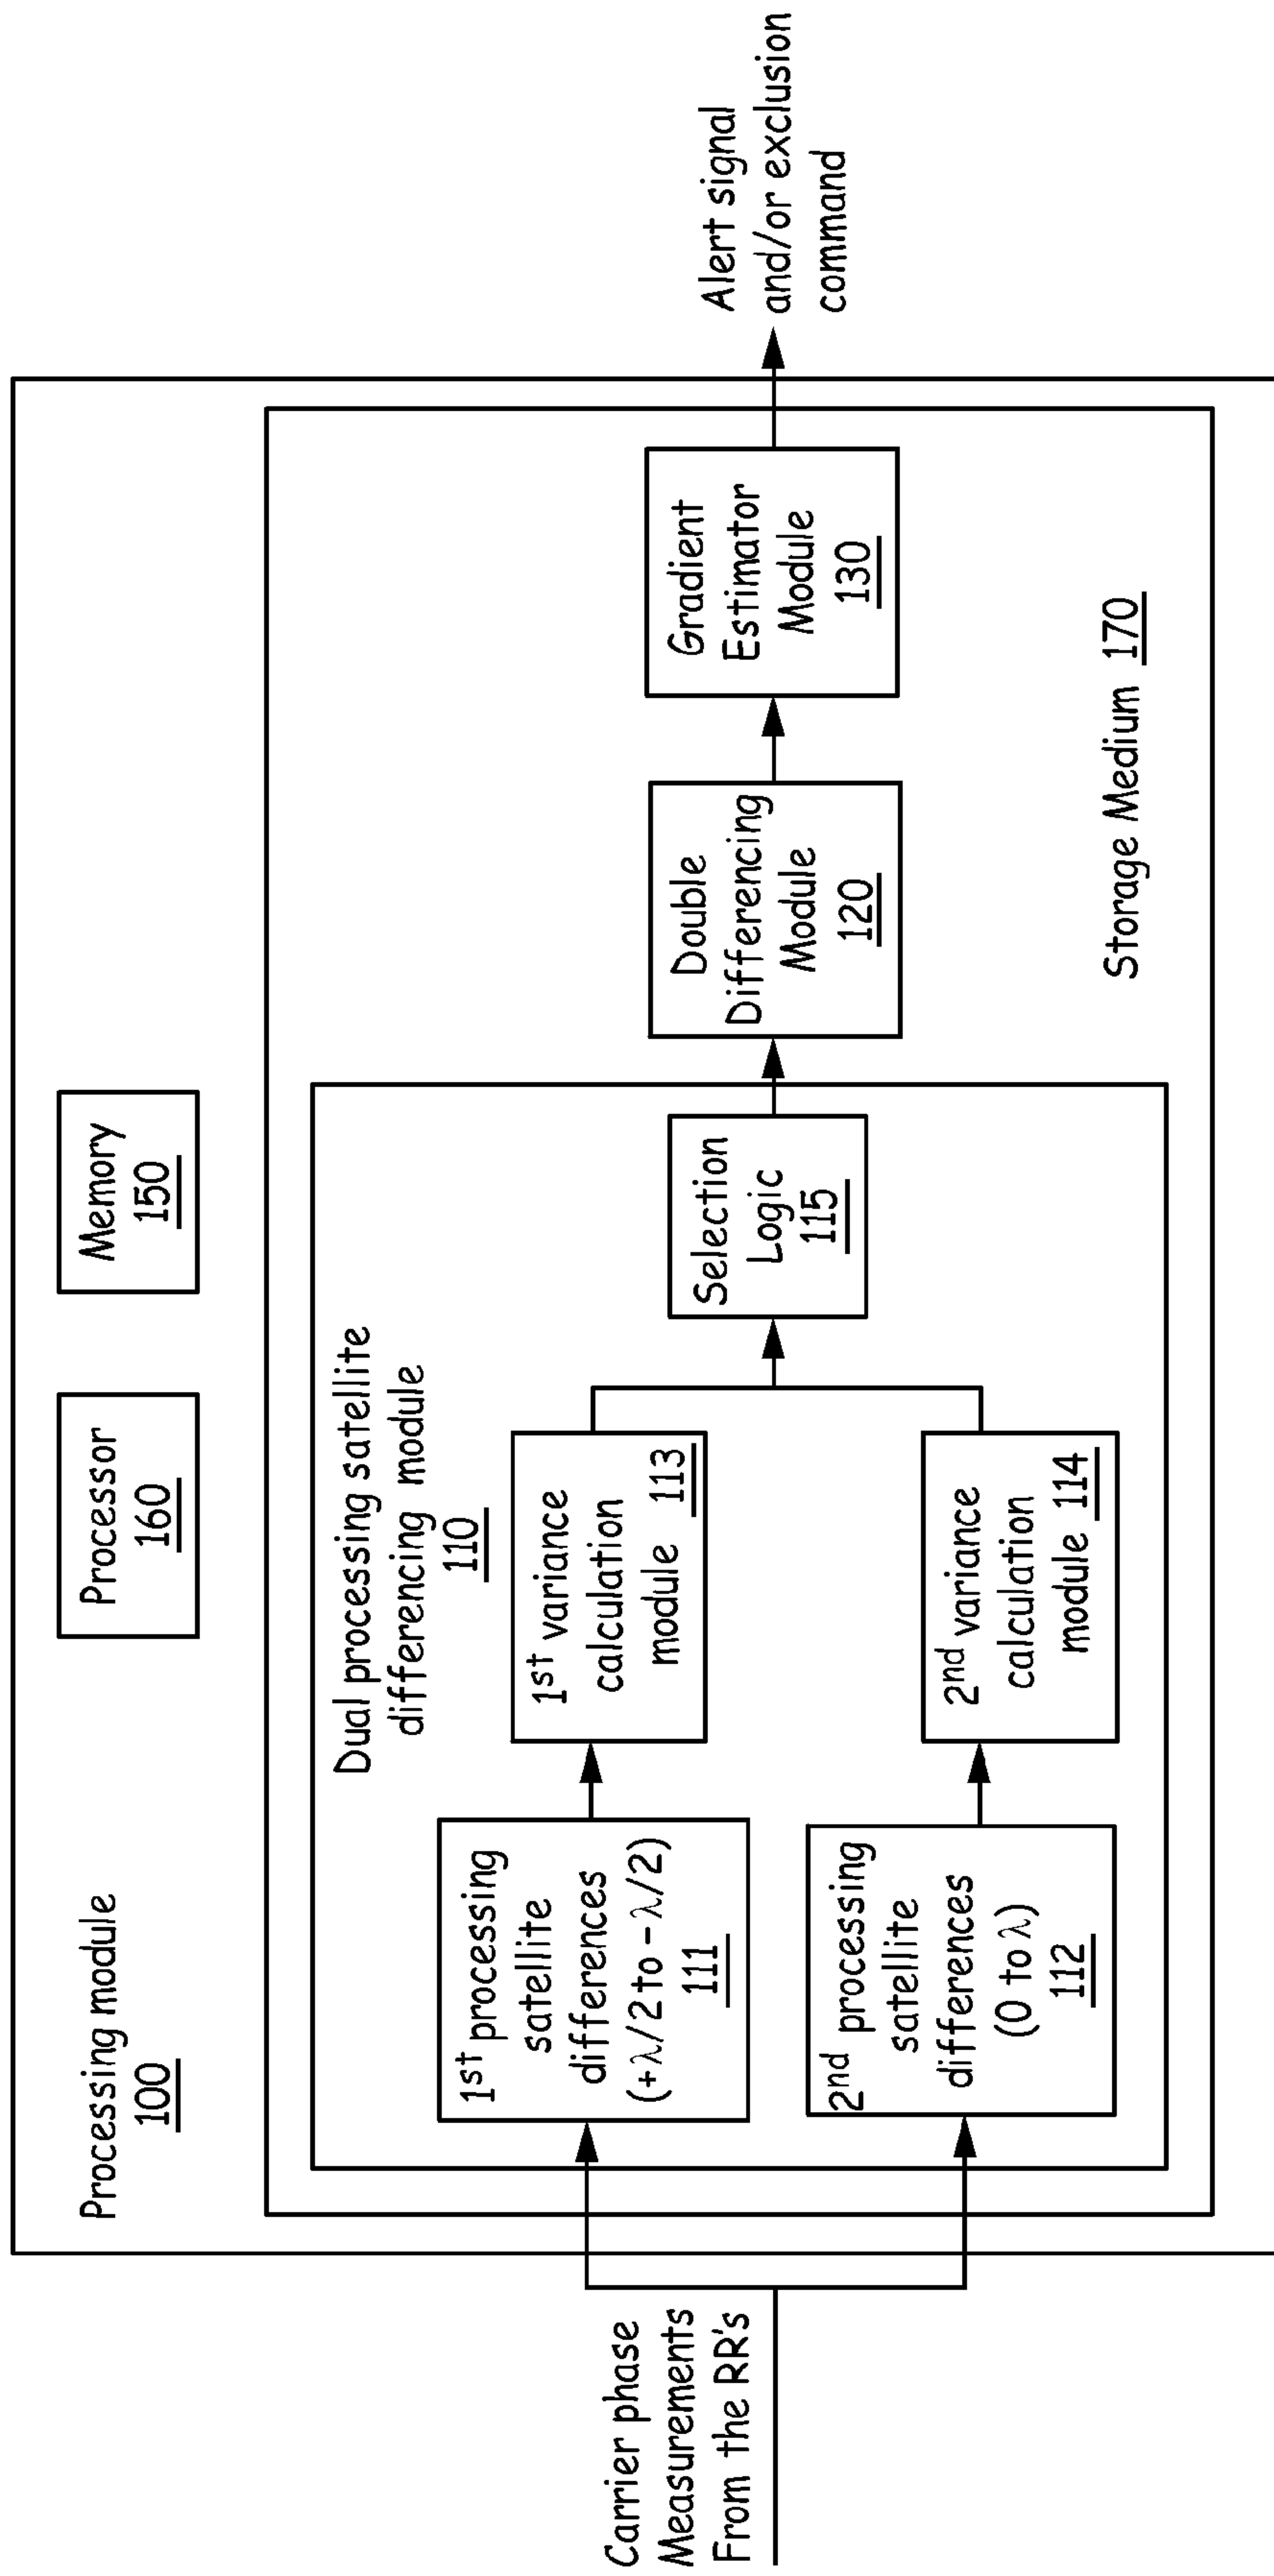 Processing module
100
Processor
160
Memory
150
Dual processing satellite
differencing module
110
Carrier phase
Measurements
From the RR's
1st processing
satellite
differences
(+λ/2 to - λ/2)
111
1st variance
calculation
module 113
2nd processing
satellite
differences
(0 to λ)
112
2nd variance
calculation
module 114
Selection
Logic
115
Double
Differencing
Module
120
Gradient
Estimator
Module
130
Alert signal
and/or exclusion
command
Storage Medium 170